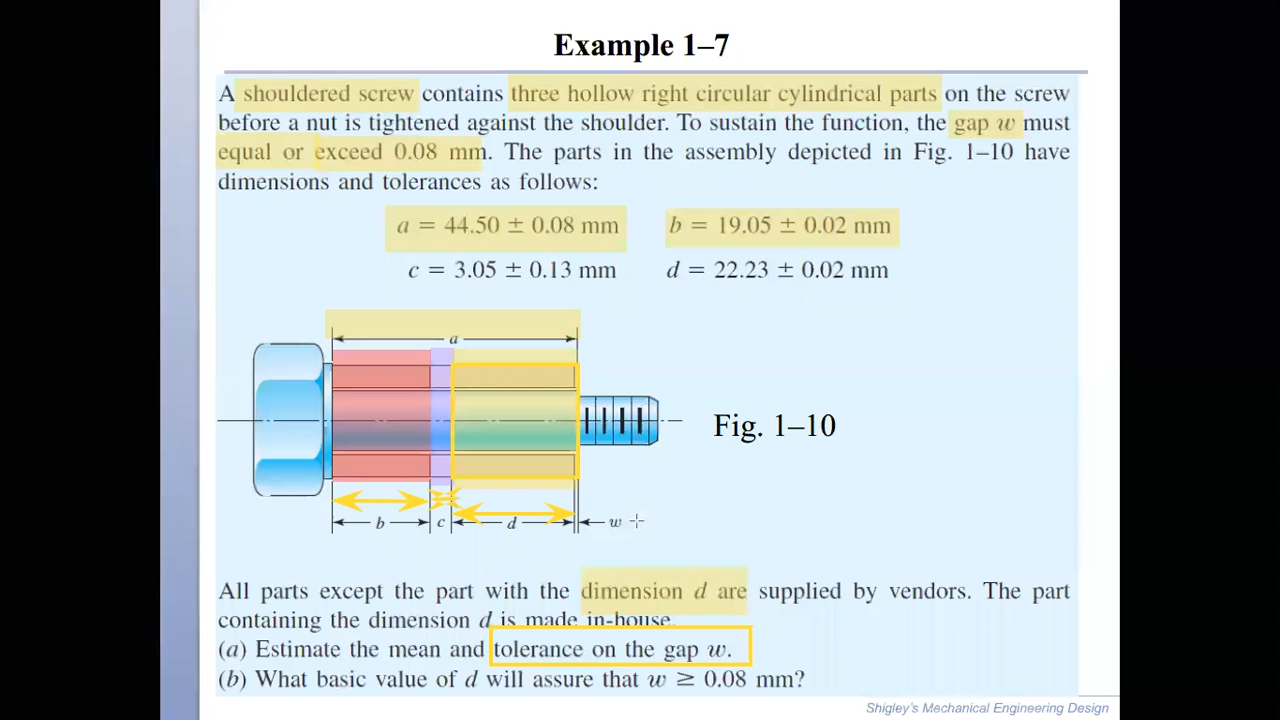 Example 1–7
A shouldered screw contains three hollow right circular cylindrical parts on the screw
before a nut is tightened against the shoulder. To sustain the function, the gap w must
equal or exceed 0.08 mm. The parts in the assembly depicted in Fig. 1–10 have
dimensions and tolerances as follows:
a = 44.50 ± 0.08 mm b = 19.05 ± 0.02 mm
c = 3.05 ± 0.13 mm d = 22.23 ± 0.02 mm
a
Fig. 1–10
b c d w
All parts except the part with the dimension d are supplied by vendors. The part
containing the dimension d is made in-house.
(a) Estimate the mean and tolerance on the gap w.
(b) What basic value of d will assure that w ≥ 0.08 mm?
Shigley's Mechanical Engineering Design